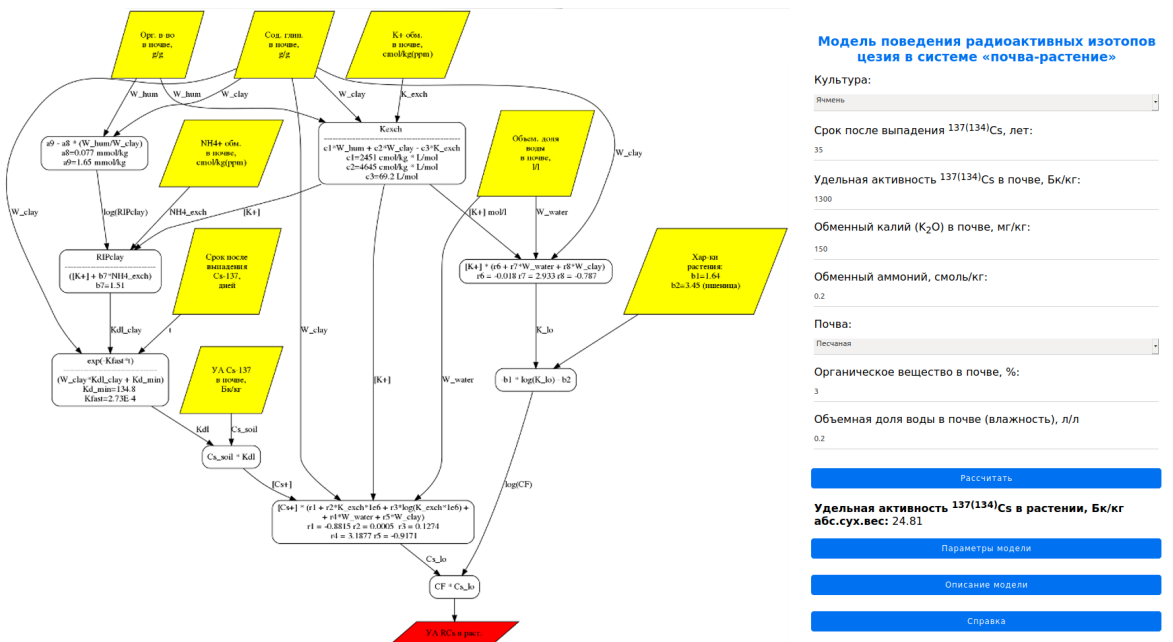 Орг. в во
в почве,
g/g
Сод. глин.
в почве,
g/g
K+ обм.
в почве,
cmol/kg(ppm)
W_hum
W_hum
W_clay
W_clay
K_exch
a9 - a8 * (W_hum/W_clay)
a8=0.077 mmol/kg
a9=1.65 mmol/kg
NH4+ обм.
в почве,
cmol/kg(ppm)
Kexch
c1*W_hum + c2*W_clay - c3*K_exch
c1=2451 cmol/kg * L/mol
c2=4645 cmol/kg * L/mol
c3=69.2 L/mol
Объем. доля
воды
в почве,
l/l
W_clay
W_clay
log(RIPclay)
NH4_exch
[K+]
[K+] mol/l
W_water
RIPclay
([K+] + b7*NH4_exch)
b7=1.51
Срок после
выпадения
Cs-137,
дней
[K+] * (r6 + r7*W_water + r8*W_clay)
r6 = -0.018 r7 = 2.933 r8 = -0.787
Хар-ки
растения:
b1=1.64
b2=3.45 (пшеница)
Kdl_clay
t
W_clay
K_lo
exp(-Kfast*t)
(W_clay*Kdl_clay + Kd_min)
Kd_min=134.8
Kfast=2.73E-4
УА Cs-137
в почве,
Бк/кг
[K+]
W_water
-b1 * log(K_lo) -b2
Kdl
Cs_soil
Cs_soil * Kdl
[Cs+]
log(CF)
[Cs+] * (r1 + r2*K_exch*1e6 + r3*log(K_exch*1e6) +
+ r4*W_water + r5*W_clay)
r1 = -0.8815 r2 = 0.0005 r3 = 0.1274
r4 = 3.1877 r5 = -0.9171
Cs_lo
CF * Cs_lo
УА RCs в раст.
Модель поведения радиоактивных изотопов
цезия в системе «почва-растение»
Культура:
Ячмень
Срок после выпадения 137(134)Cs, лет:
35
Удельная активность 137(134)Cs в почве, Бк/кг:
1300
Обменный калий (K2O) в почве, мг/кг:
150
Обменный аммоний, смоль/кг:
0.2
Почва:
Песчаная
Органическое вещество в почве, %:
3
Объемная доля воды в почве (влажность), л/л
0.2
Рассчитать
Удельная активность 137(134)Cs в растении, Бк/кг
абс.сух.вес: 24.81
Параметры модели
Описание модели
Справка